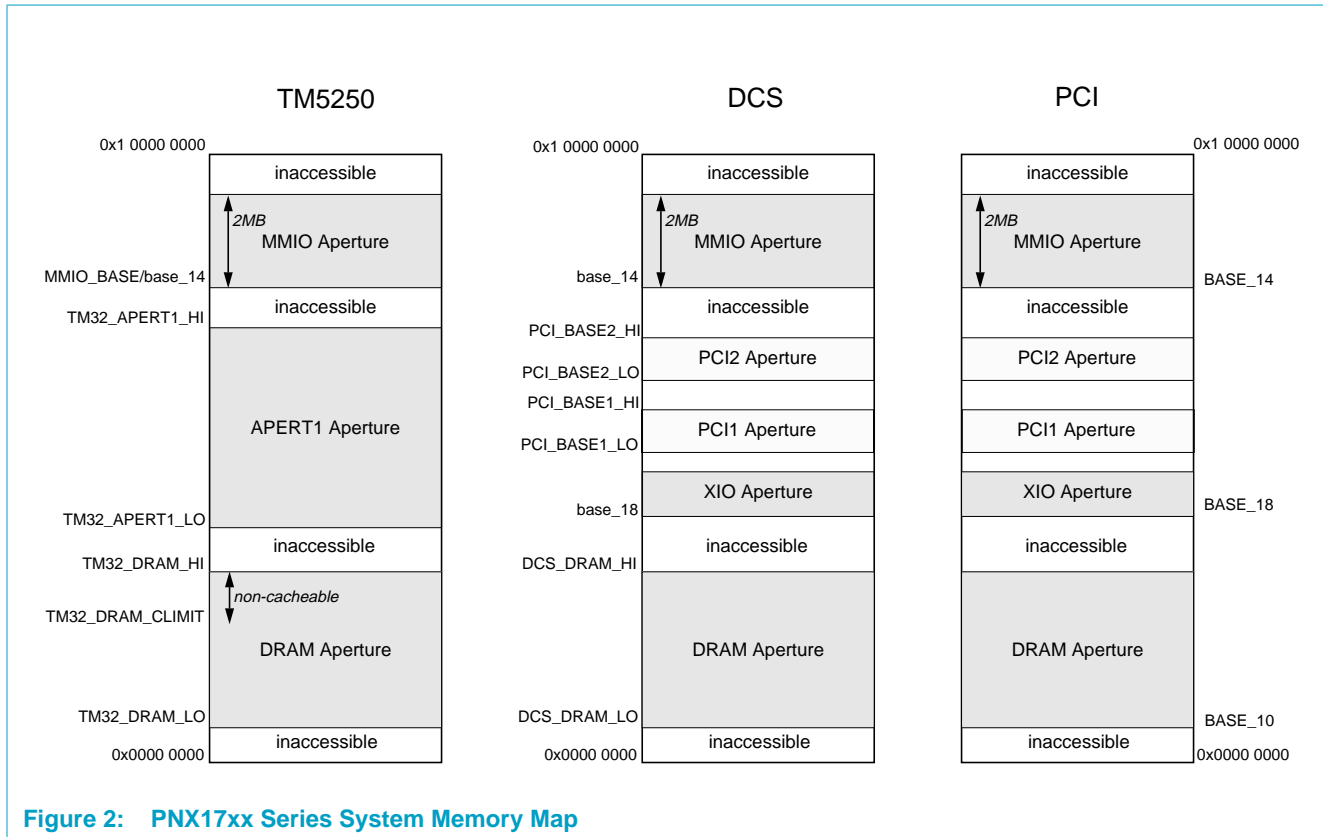 TM5250
0x1 0000 0000
inaccessible
2MB
MMIO Aperture
MMIO_BASE/base_14
inaccessible
TM32_APERT1_HI
APERT1 Aperture
TM32_APERT1_LO
inaccessible
TM32_DRAM_HI
non-cacheable
TM32_DRAM_CLIMIT
DRAM Aperture
TM32_DRAM_LO
inaccessible
0x0000 0000
DCS
0x1 0000 0000
inaccessible
2MB
MMIO Aperture
base_14
inaccessible
PCI_BASE2_HI
PCI2 Aperture
PCI_BASE2_LO
PCI_BASE1_HI
PCI1 Aperture
PCI_BASE1_LO
XIO Aperture
base_18
inaccessible
DCS_DRAM_HI
DRAM Aperture
DCS_DRAM_LO
inaccessible
0x0000 0000
PCI
0x1 0000 0000
inaccessible
2MB
MMIO Aperture
BASE_14
inaccessible
PCI2 Aperture
PCI1 Aperture
XIO Aperture
BASE_18
inaccessible
DRAM Aperture
BASE_10
inaccessible
0x0000 0000
Figure 2: PNX17xx Series System Memory Map